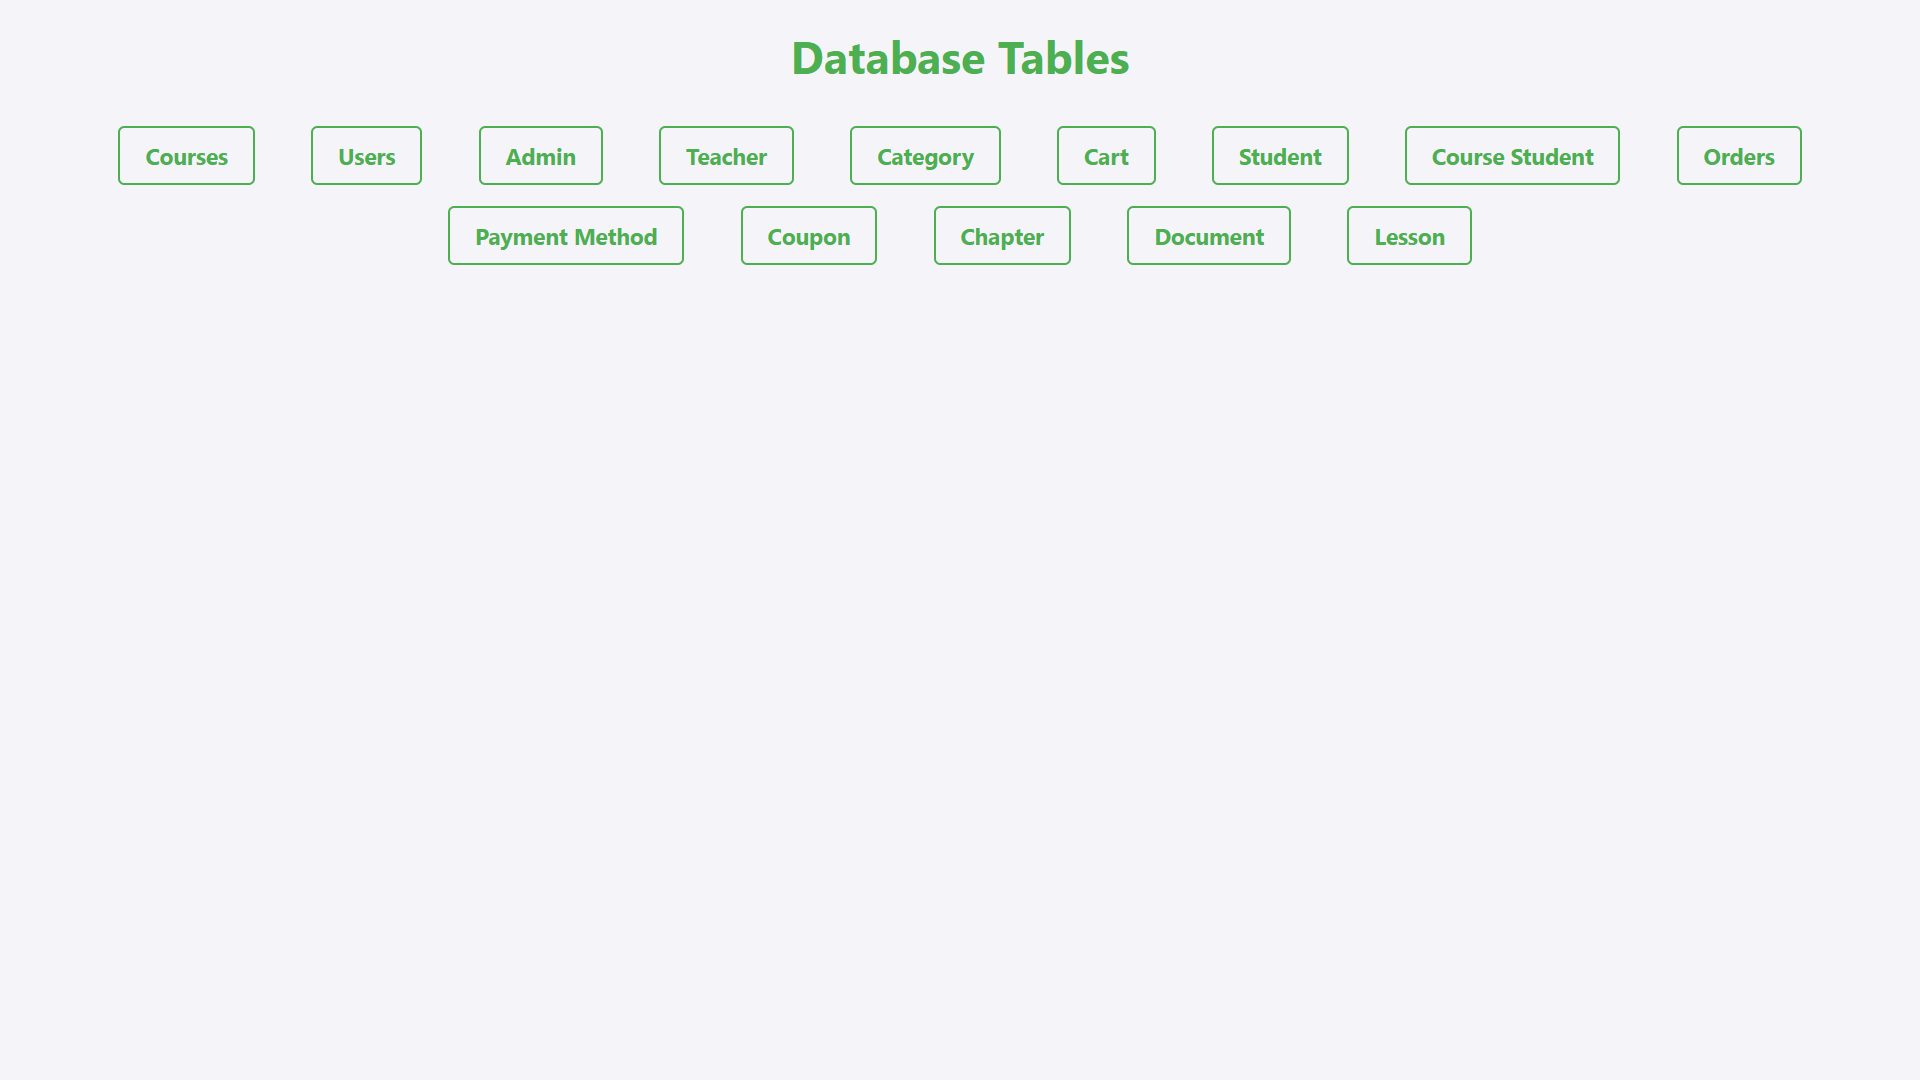 Database Tables
Courses Users Admin Teacher Category Cart Student Course Student Orders
Payment Method Coupon Chapter Document Lesson